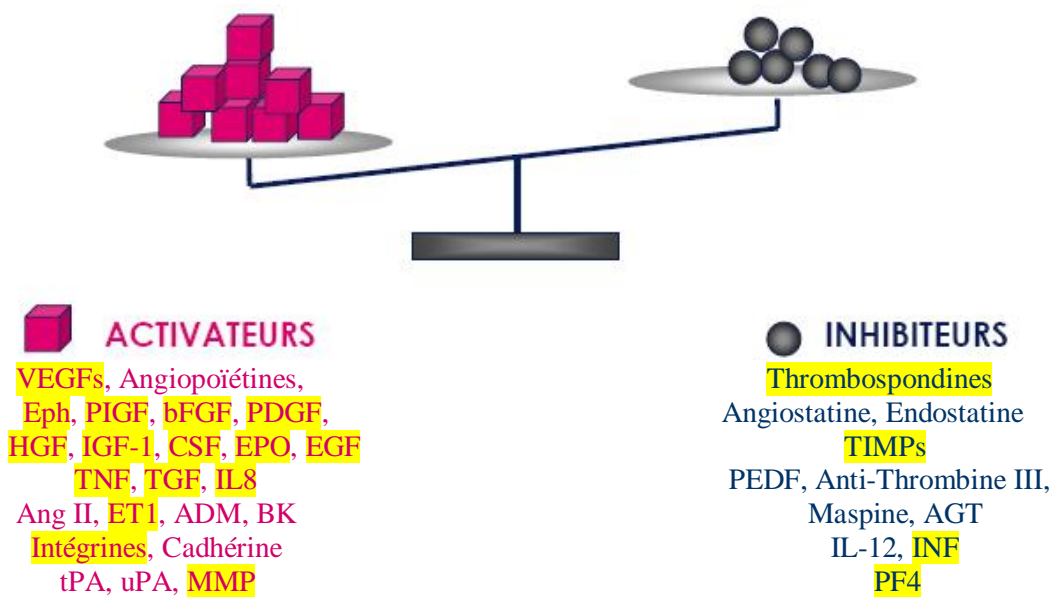 ACTIVATEURS
VEGFs, Angiopoïétines,
Eph, PIGF, bFGF, PDGF,
HGF, IGF-1, CSF, EPO, EGF
TNF, TGF, IL8
Ang II, ET1, ADM, BK
Intégrines, Cadhérine
tPA, uPA, MMP
INHIBITEURS
Thrombospondines
Angiostatine, Endostatine
TIMPs
PEDF, Anti-Thrombine III,
Maspine, AGT
IL-12, INF
PF4